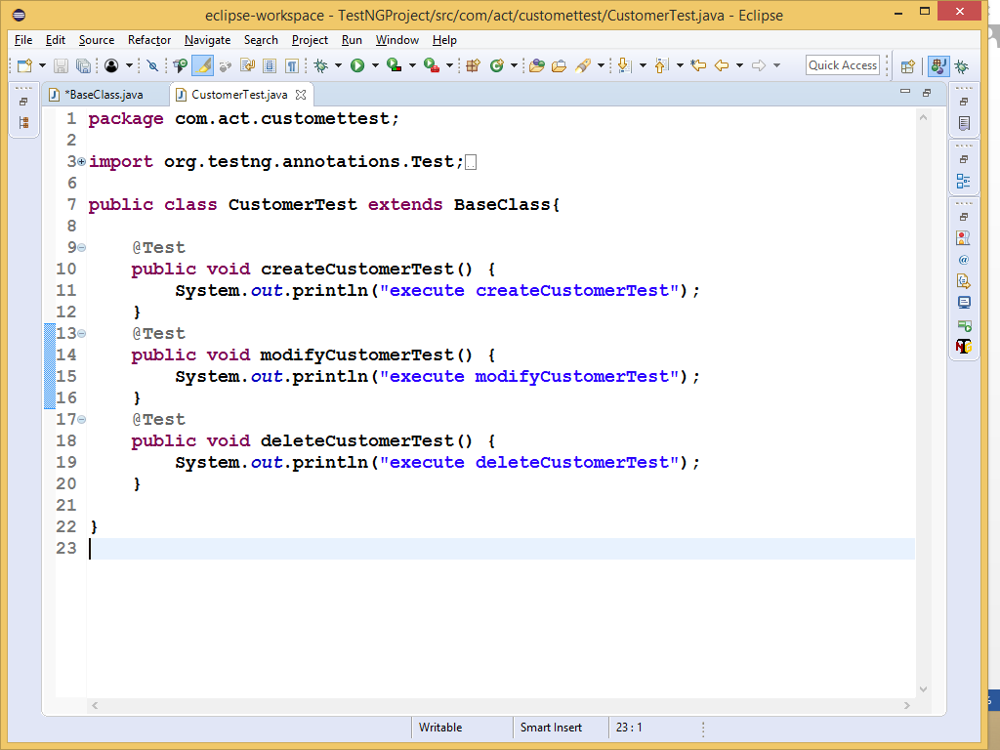 eclipse-workspace - TestNGProject/src/com/act/customettest/CustomerTest.java - Eclipse
File Edit Source Refactor Navigate Search Project Run Window Help
Quick Access
*BaseClass.java CustomerTest.java
1 package com.act.customettest;
2
3 import org.testng.annotations.Test;
6
7 public class CustomerTest extends BaseClass{
8
9 @Test
10 public void createCustomerTest() {
11 System.out.println("execute createCustomerTest");
12 }
13 @Test
14 public void modifyCustomerTest() {
15 System.out.println("execute modifyCustomerTest");
16 }
17 @Test
18 public void deleteCustomerTest() {
19 System.out.println("execute deleteCustomerTest");
20 }
21
22 }
23
Writable Smart Insert 23 : 1